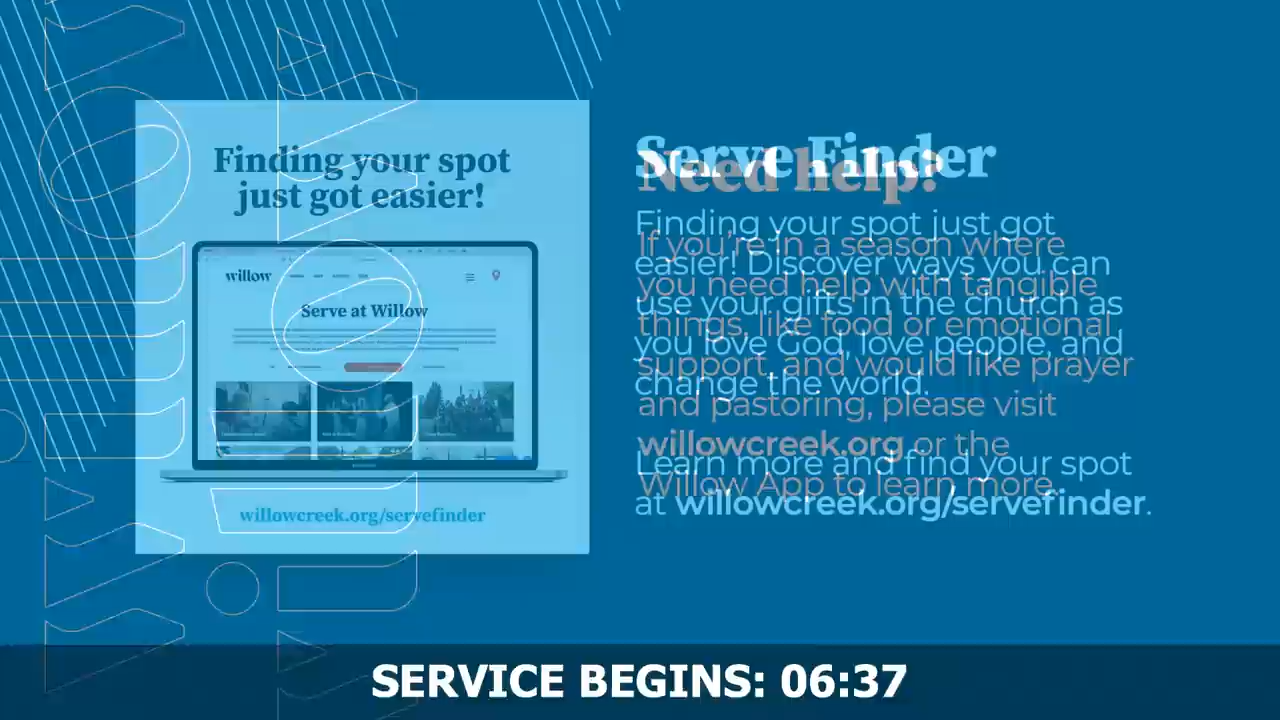 Finding your spot
just got easier!
willow
Serve at Willow
willowcreek.org/servefinder
Serve Finder
Finding your spot just got
easier! Discover ways you can
use your gifts in the church as
you love God, love people, and
change the world.
Learn more and find your spot
at willowcreek.org/servefinder.
Need help?
If you're in a season where
you need help with tangible
things, like food or emotional
support, and would like prayer
and pastoring, please visit
willowcreek.org or the
Willow App to learn more.
SERVICE BEGINS: 06:37